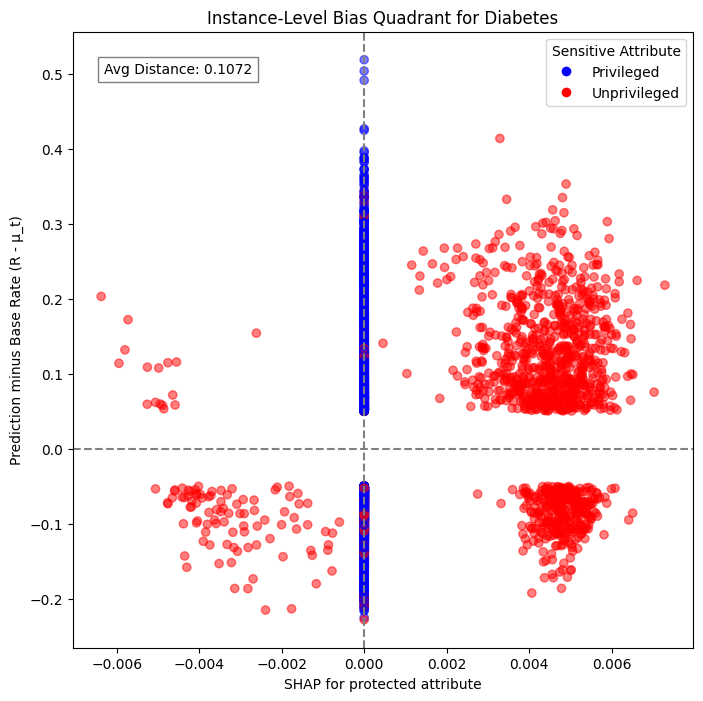 Instance-Level Bias Quadrant for Diabetes
Avg Distance: 0.1072
Sensitive Attribute
Privileged
Unprivileged
Prediction minus Base Rate (R - μ_t)
0.5
0.4
0.3
0.2
0.1
0.0
−0.1
−0.2
−0.006
−0.004
−0.002
0.000
0.002
0.004
0.006
SHAP for protected attribute